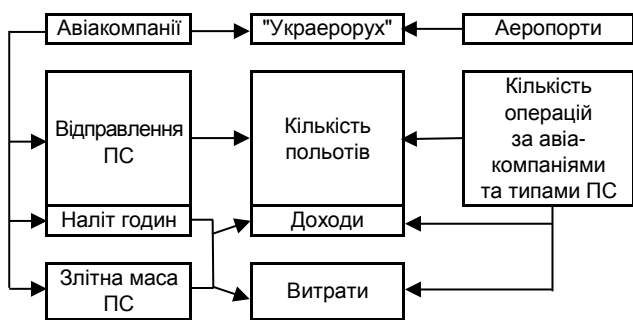 Авіакомпанії
"Украерорух"
Аеропорти
Відправлення
ПС
Кількість
польотів
Кількість
операцій
за авіа-
компаніями
та типами ПС
Наліт годин
Доходи
Злітна маса
ПС
Витрати